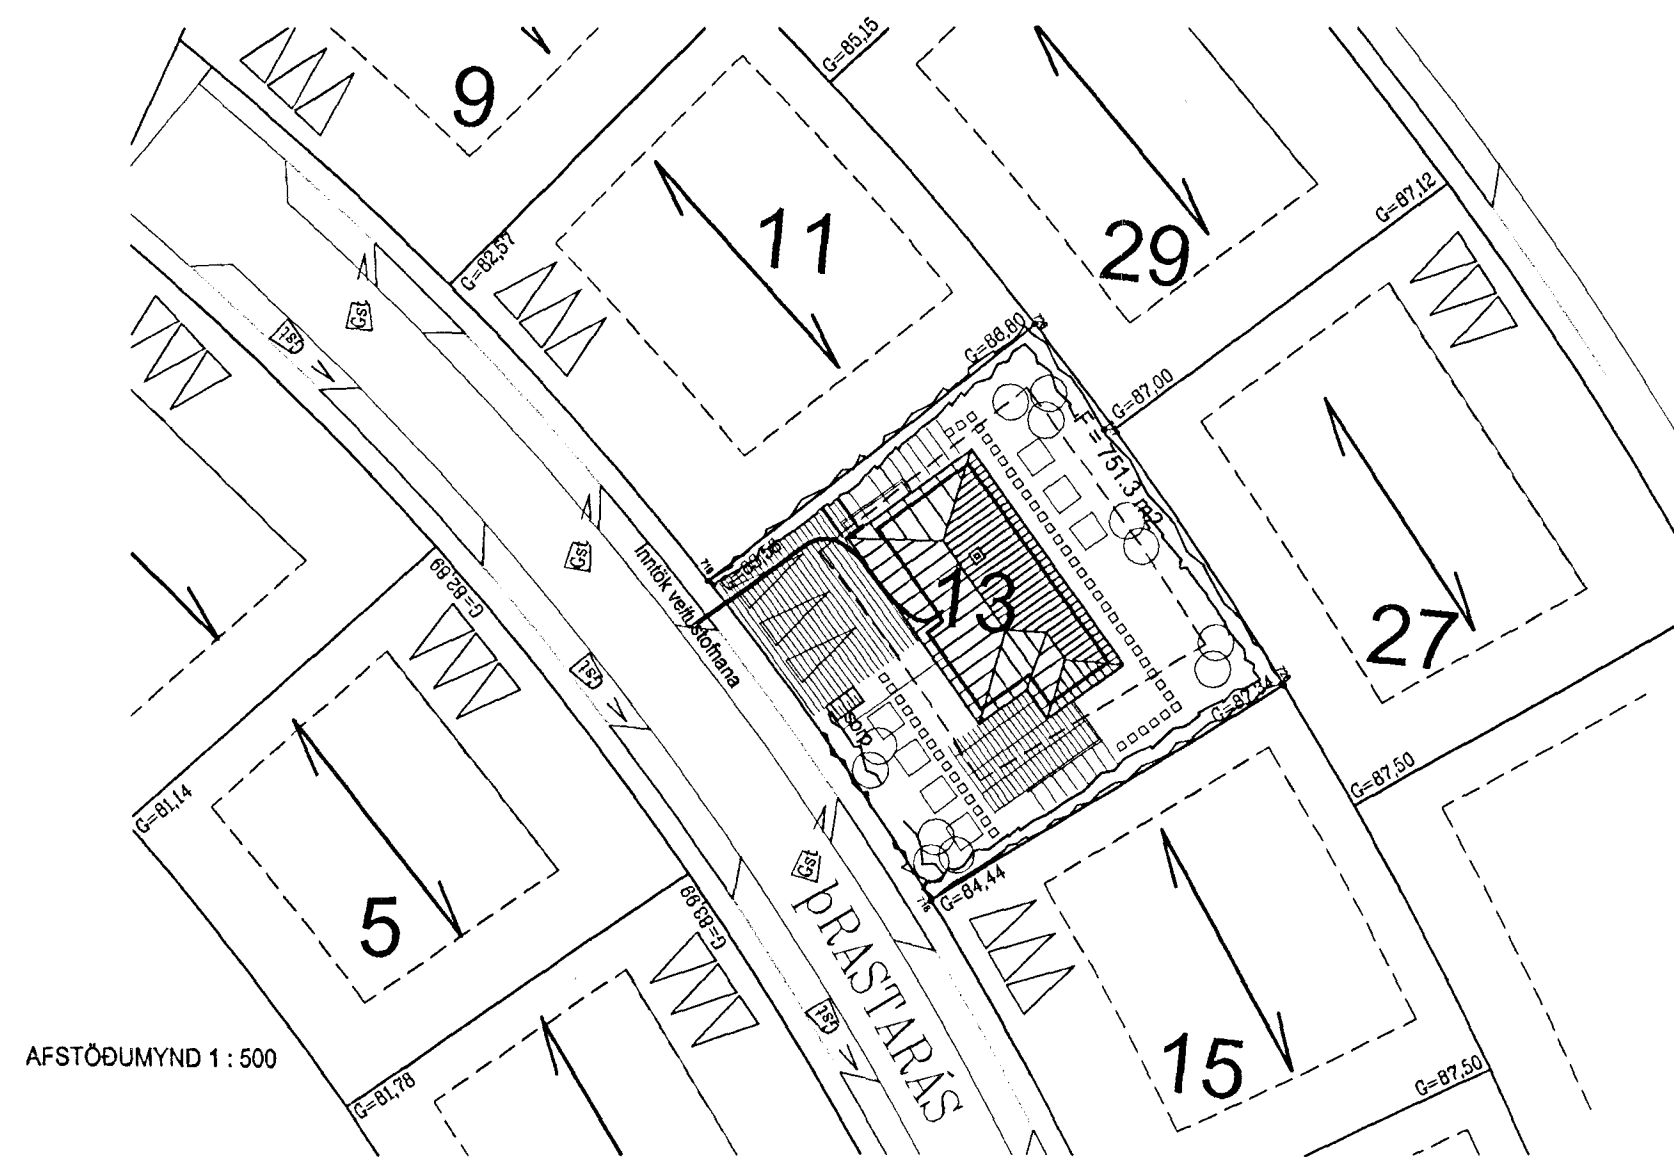 G=85,15
9
11
29
G=87,12
G=82,57
Gst
Gst
G=86,80
G=87,00
F = 751.3 m2
Gst
Inntök veitustofnana
13
27
G=82,89
Gst
sorp
G=87,34
G=87,50
G=81,14
5
Gst
G=84,44
G=83,99
ÞRASTARÁS
Gst
15
AFSTÖÐUMYND 1 : 500
G=81,78
G=87,50